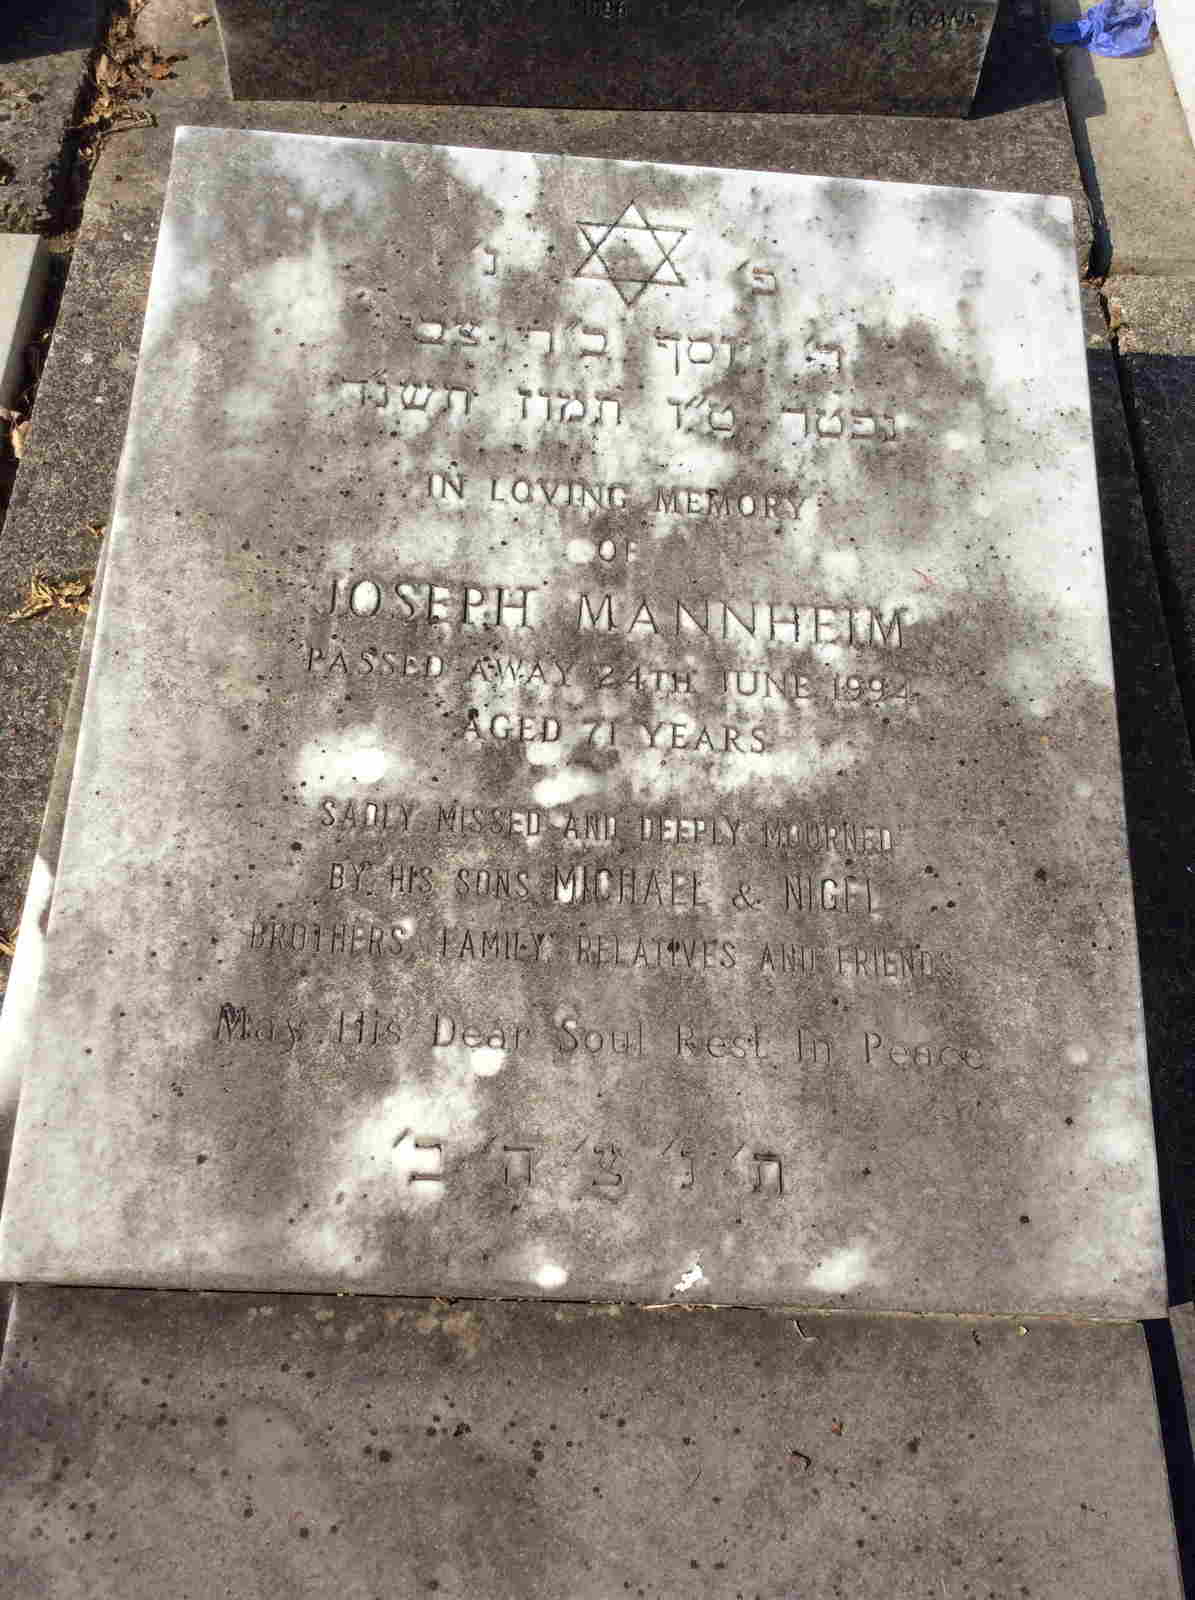 EVANS
פ' נ'
ר' יוסף ב"ר צבי
נפטר ט"ו תמוז תשנ"ד
IN LOVING MEMORY
OF
JOSEPH MANNHEIM
PASSED AWAY 24TH JUNE 1994
AGED 71 YEARS
SADLY MISSED AND DEEPLY MOURNED
BY HIS SONS MICHAEL & NIGEL
BROTHERS, FAMILY, RELATIVES AND FRIENDS
May His Dear Soul Rest In Peace
ת' נ' צ' ה' ב'